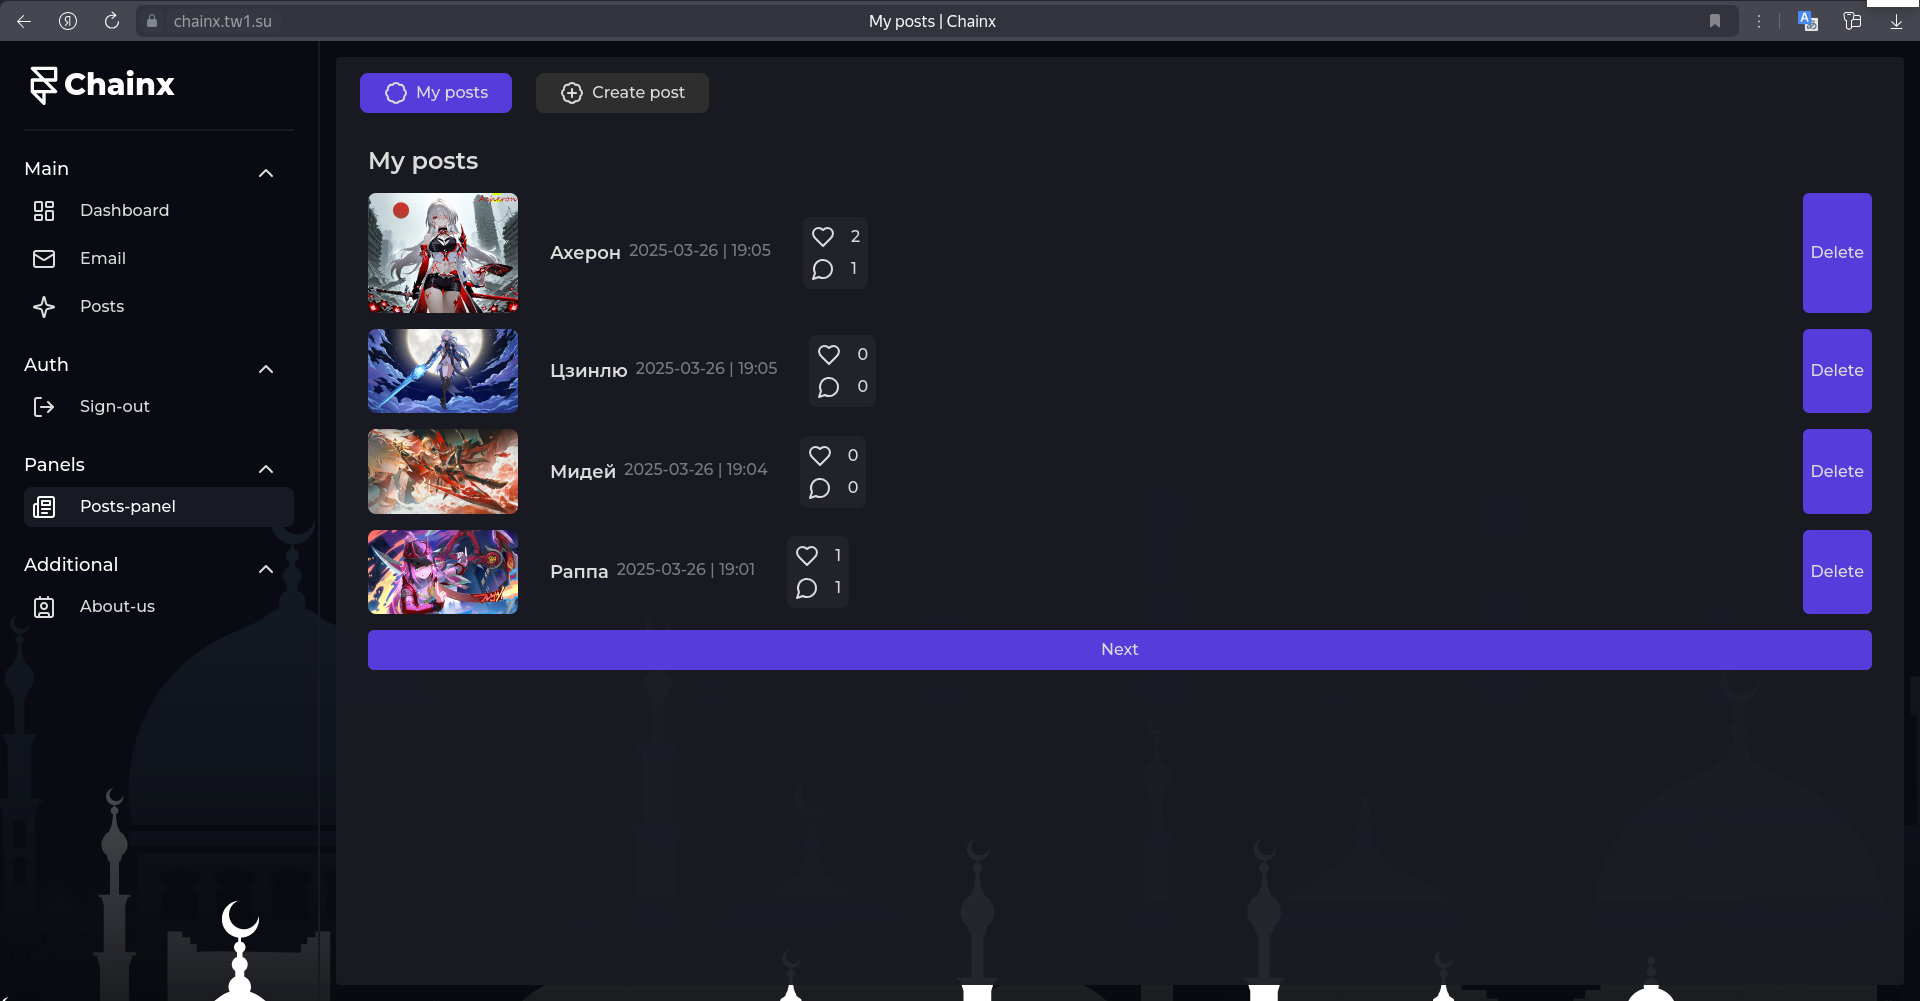 chainx.tw1.su
My posts | Chainx
Chainx
Main
Dashboard
Email
Posts
Auth
Sign-out
Panels
Posts-panel
Additional
About-us
My posts
Create post
My posts
Acheron
Ахерон 2025-03-26 | 19:05
2
1
Delete
Цзинлю 2025-03-26 | 19:05
0
0
Delete
Мидей 2025-03-26 | 19:04
0
0
Delete
Раппа 2025-03-26 | 19:01
1
1
Delete
Next